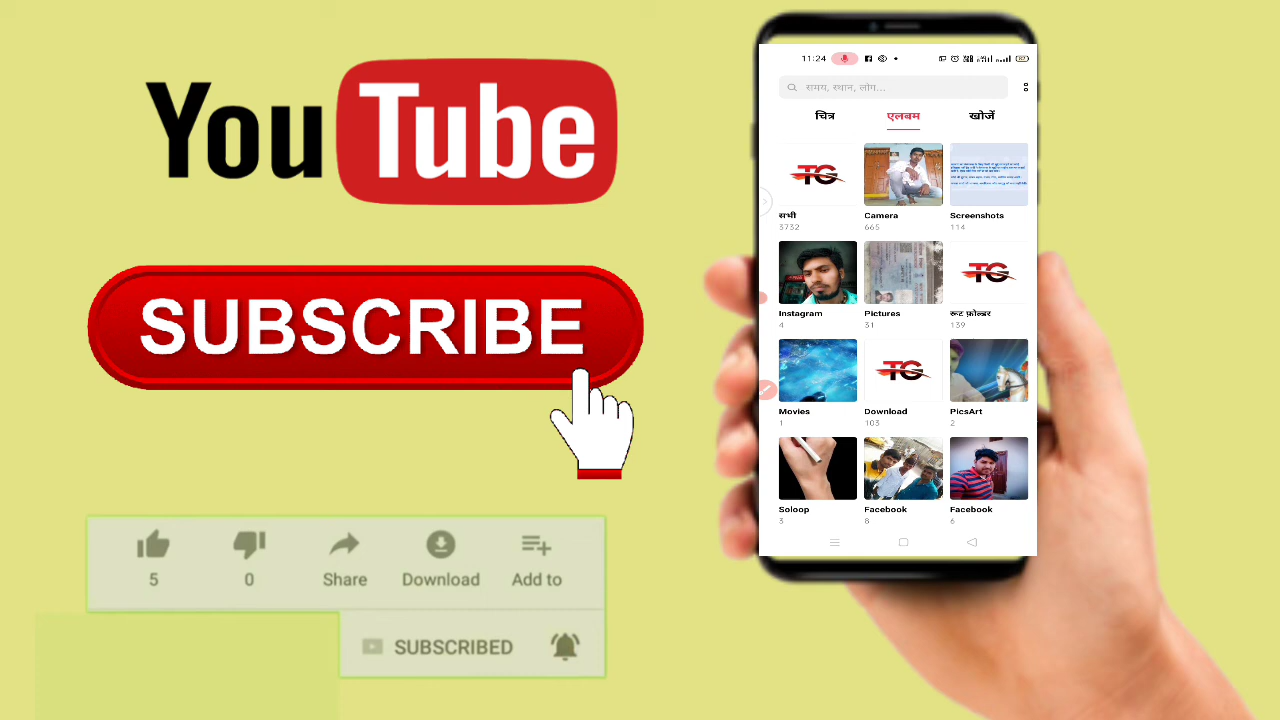 YouTube
SUBSCRIBE
5
0
Share
Download
Add to
SUBSCRIBED
11:24
समय, स्थान, लोग...
चित्र
एलबम
खोजें
TG
सभी
3732
Camera
665
Screenshots
114
Instagram
4
Pictures
31
TG
रूट फ़ोल्डर
139
Movies
1
TG
Download
103
PicsArt
2
Soloop
3
Facebook
8
Facebook
6